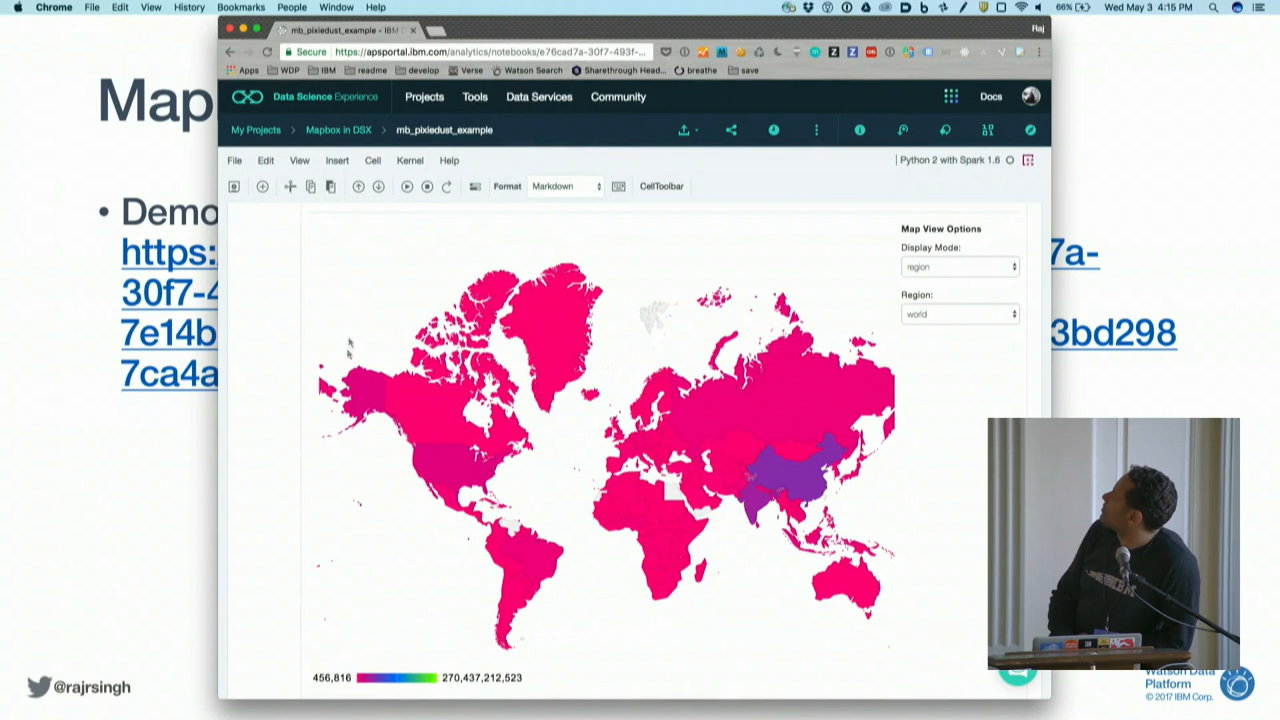 Chrome File Edit View History Bookmarks People Window Help 66% Wed May 3 4:15 PM
mb_pixiedust_example - IBM
Raj
Secure https://apsportal.ibm.com/analytics/notebooks/e76cad7a-30f7-493f-...
Apps WDP IBM readme develop Verse Watson Search Sharethrough Head... breathe save
Data Science Experience Projects Tools Data Services Community Docs
My Projects > Mapbox in DSX > mb_pixiedust_example
File Edit View Insert Cell Kernel Help Python 2 with Spark 1.6
Format Markdown CellToolbar
Map View Options
Display Mode:
region
Region:
world
456,816 270,437,212,523
Map
• Demo
https: 7a-
30f7-4
7e14b 3bd298
7ca4a
@rajrsingh
Watson Data
Platform
© 2017 IBM Corp.